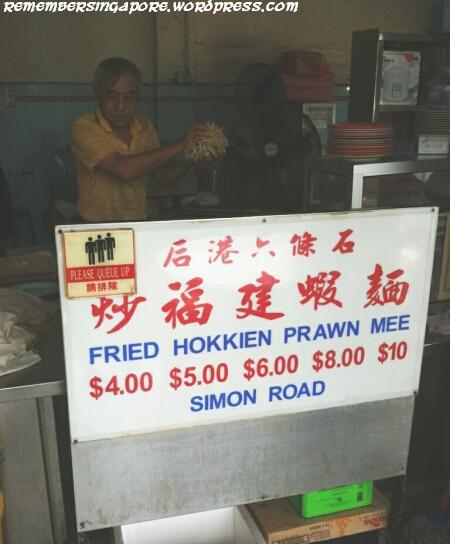 remembersingapore.wordpress.com
PLEASE QUEUE UP
請排隊
后港六條石
炒福建蝦麵
FRIED HOKKIEN PRAWN MEE
$4.00 $5.00 $6.00 $8.00 $10
SIMON ROAD